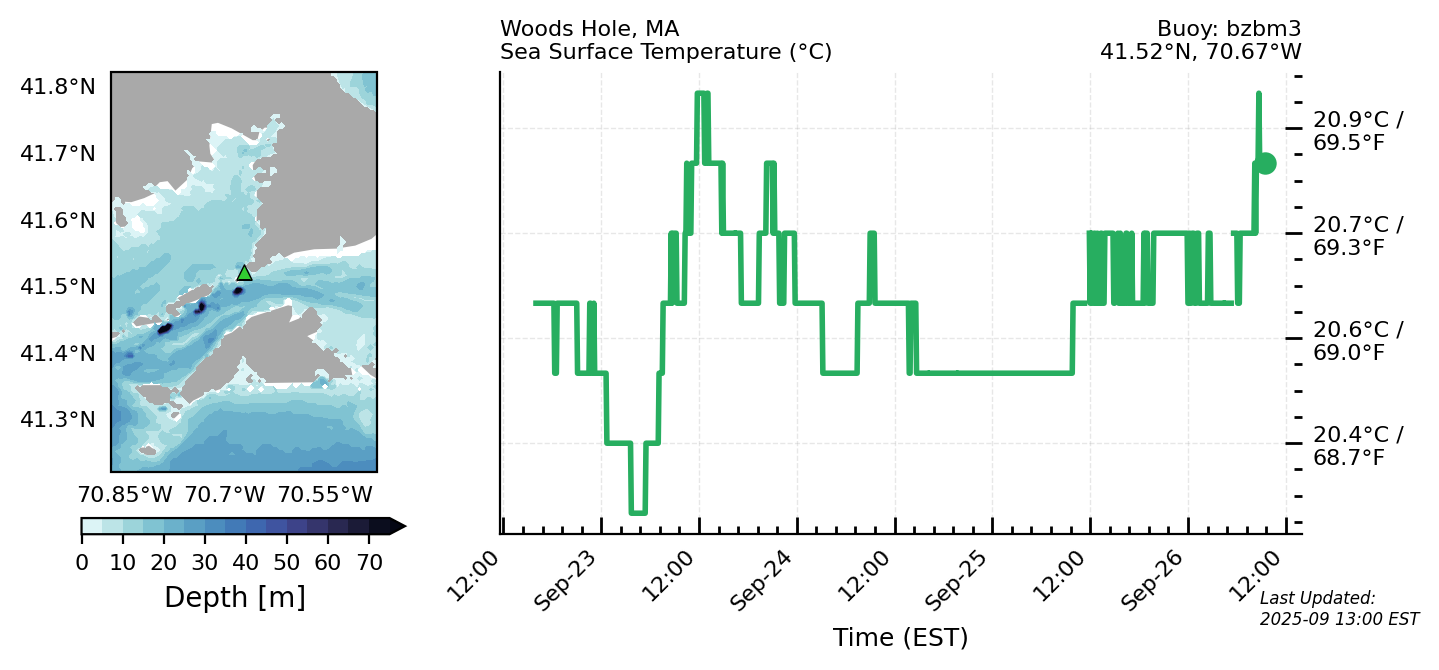 Woods Hole, MA
Sea Surface Temperature (°C)
Buoy: bzbm3
41.52°N, 70.67°W
41.8°N
41.7°N
41.6°N
41.5°N
41.4°N
41.3°N
70.85°W 70.7°W 70.55°W
0 10 20 30 40 50 60 70
Depth [m]
20.9°C /
69.5°F
20.7°C /
69.3°F
20.6°C /
69.0°F
20.4°C /
68.7°F
12:00 Sep-23 12:00 Sep-24 12:00 Sep-25 12:00 Sep-26 12:00
Time (EST)
Last Updated:
2025-09 13:00 EST